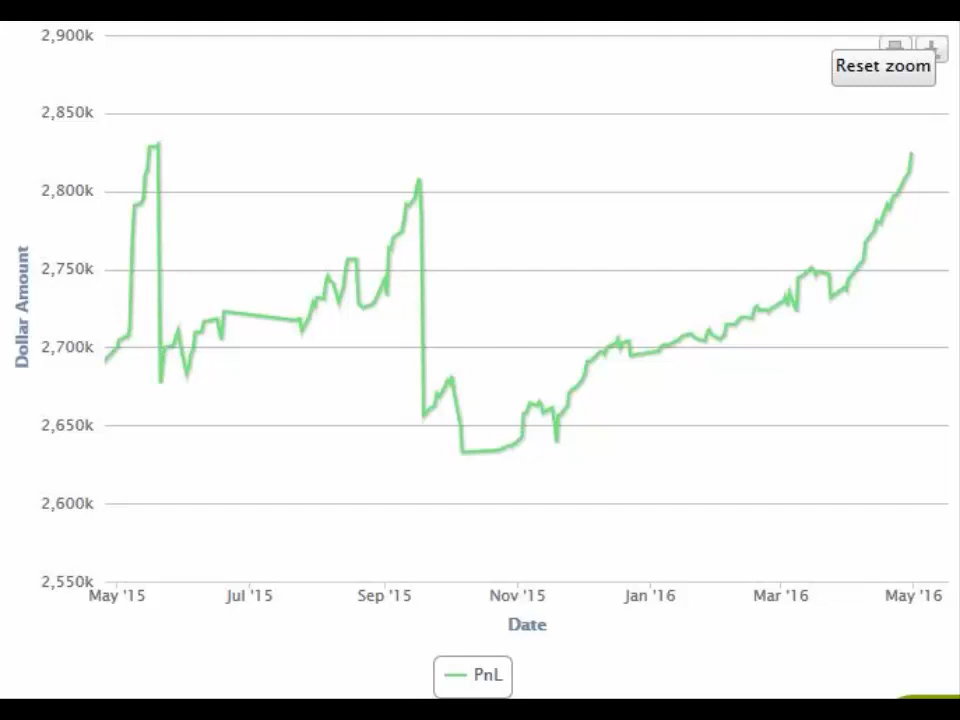 2,900k
Reset zoom
2,850k
2,800k
2,750k
2,700k
2,650k
2,600k
2,550k
Dollar Amount
May '15 Jul '15 Sep '15 Nov '15 Jan '16 Mar '16 May '16
Date
PnL